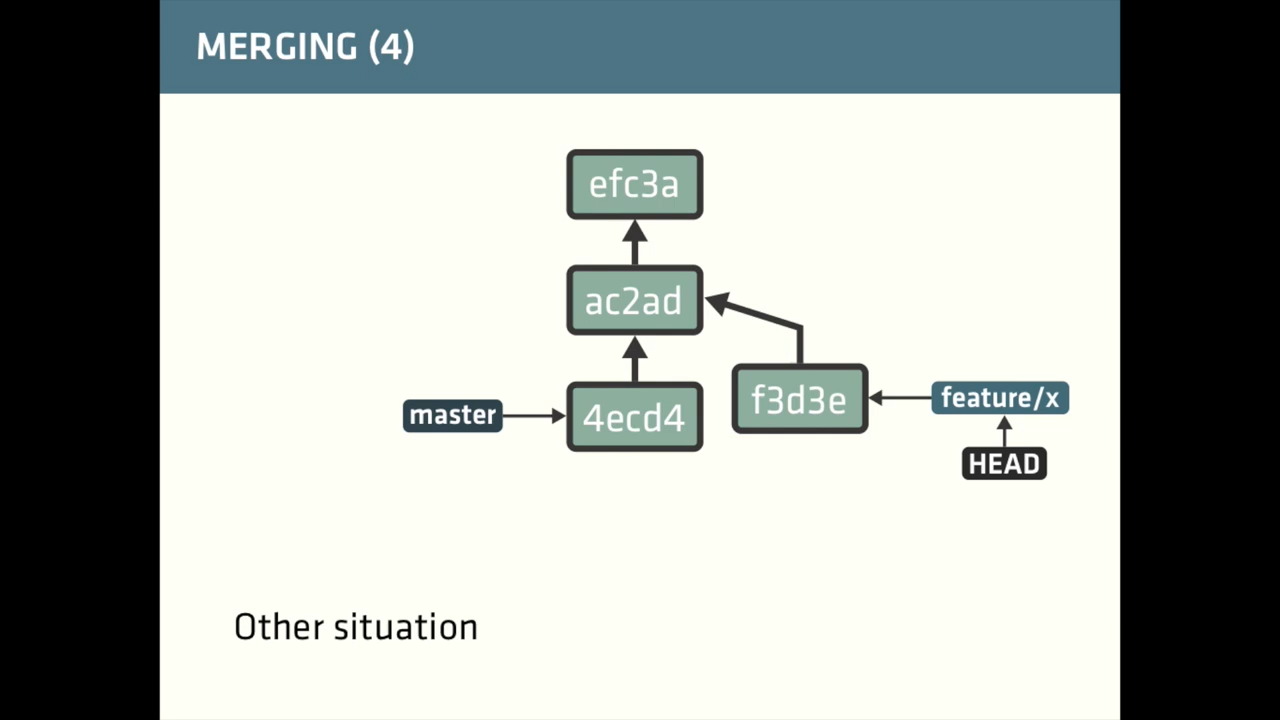 MERGING (4)
efc3a
ac2ad
f3d3e
feature/x
master
4ecd4
HEAD
Other situation